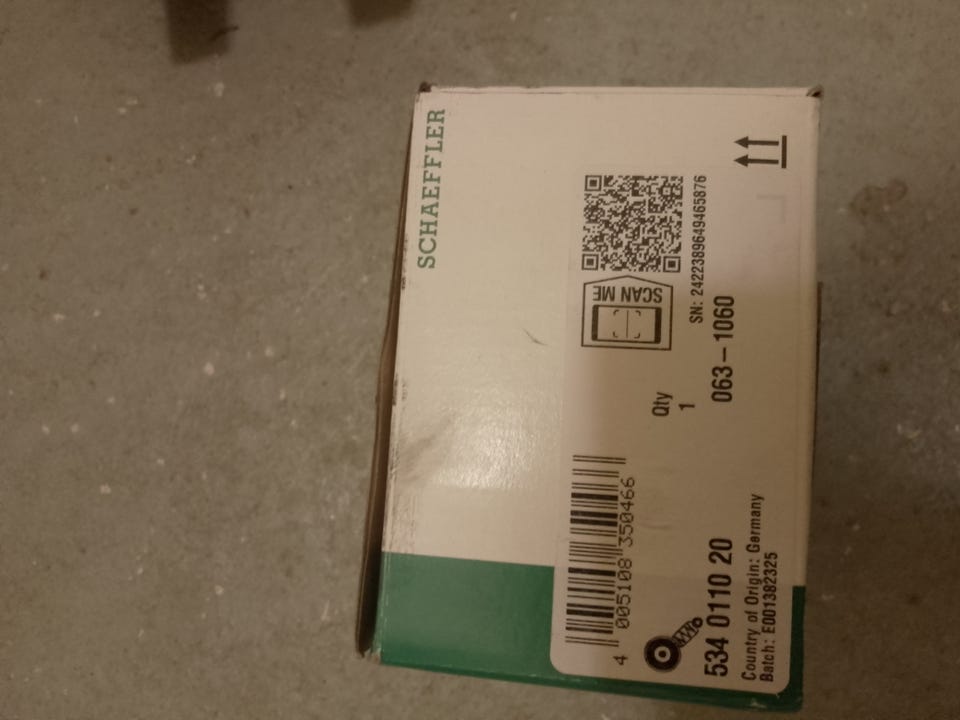 SCHAEFFLER
SCAN ME
SN: 2422389649465876
Qty
1
063-1060
4 005108 350466
534 0110 20
Country of Origin: Germany
Batch: E001382325